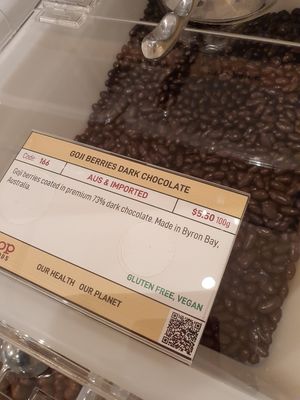 GOJI BERRIES DARK CHOCOLATE
Code: 166
AUS & IMPORTED
$5.50 100g
Goji berries coated in premium 73% dark chocolate. Made in Byron Bay,
Australia.
OUR HEALTH OUR PLANET
GLUTEN FREE, VEGAN